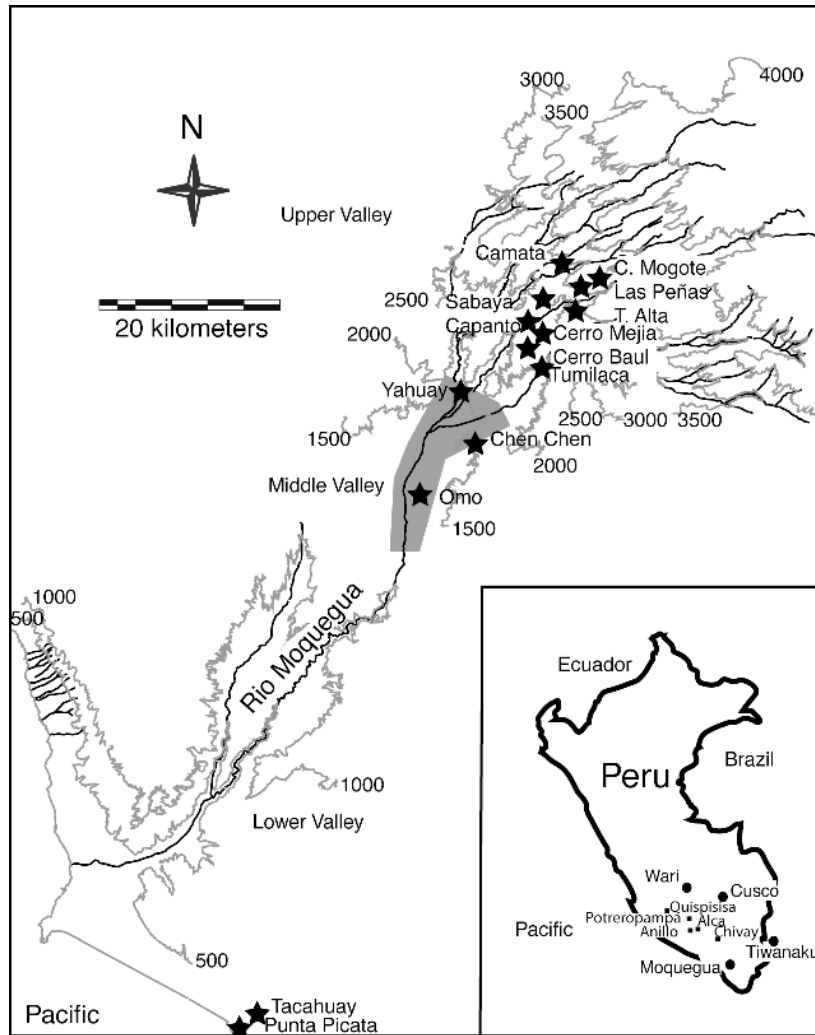 3000
3500
4000
N
Upper Valley
Camata
C. Mogote
Las Peñas
T. Alta
2500
Sabaya
Capanto
Cerro Mejia
Cerro Baul
Tumilaca
20 kilometers
2000
Yahuay
1500
2500 3000 3500
Chen Chen
2000
Middle Valley
Omo
1500
1000
500
Rio Moquegua
1000
Lower Valley
500
Pacific
Tacahuay
Punta Picata
Ecuador
Brazil
Peru
Wari
Cusco
Quispisisa
Potreropampa
Alca
Anillo
Chivay
Pacific
Tiwanaku
Moquegua